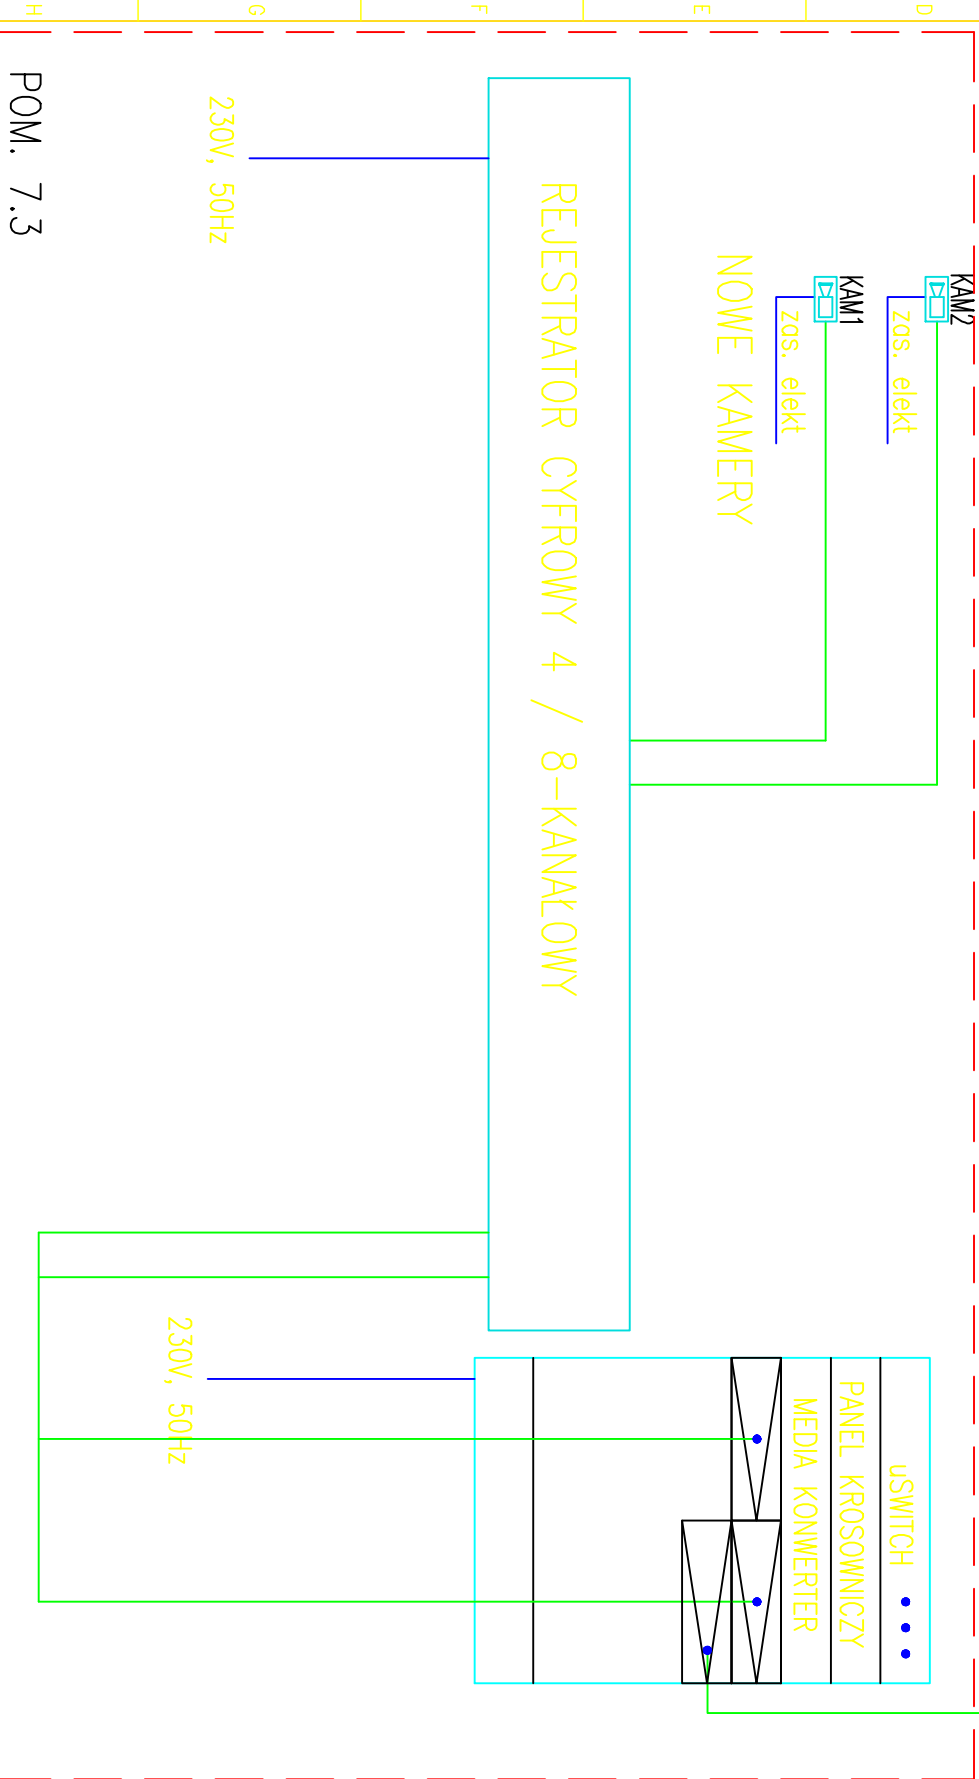 D
E
F
G
H
KAM2
zas. elekt
KAM1
zas. elekt
NOWE KAMERY
REJESTRATOR CYFROWY 4 / 8-KANAŁOWY
230V, 50Hz
POM. 7.3
uSWITCH
PANEL KROSOWNICZY
MEDIA KONWERTER
230V, 50Hz